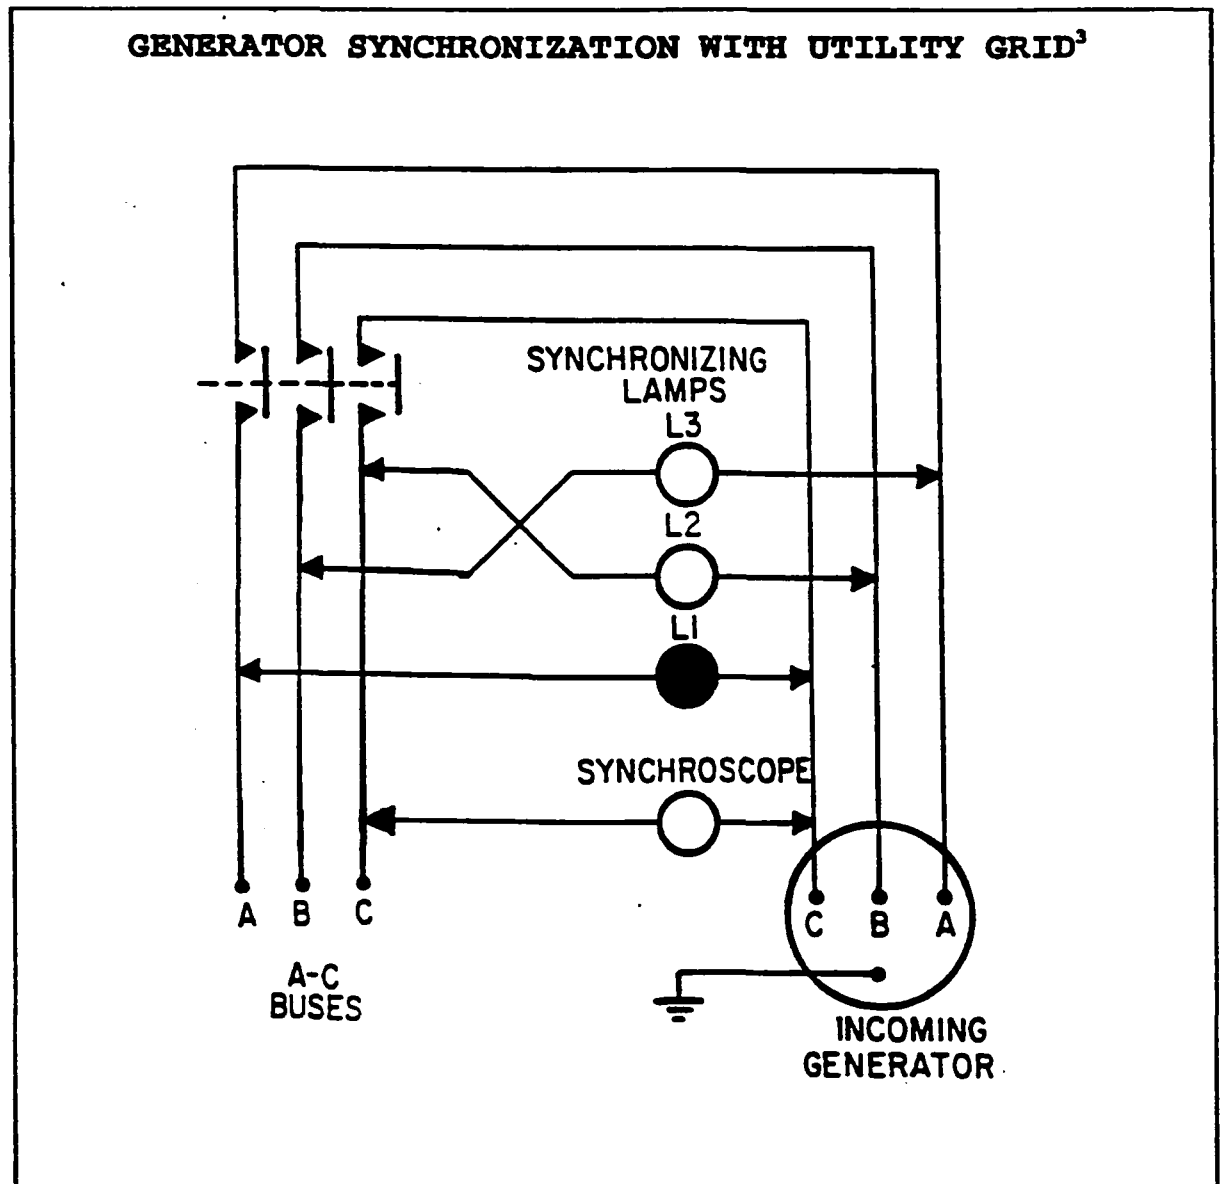 GENERATOR SYNCHRONIZATION WITH UTILITY GRID³
SYNCHRONIZING
LAMPS
L3
L2
L1
SYNCHROSCOPE
A B C
C B A
A-C
BUSES
INCOMING
GENERATOR